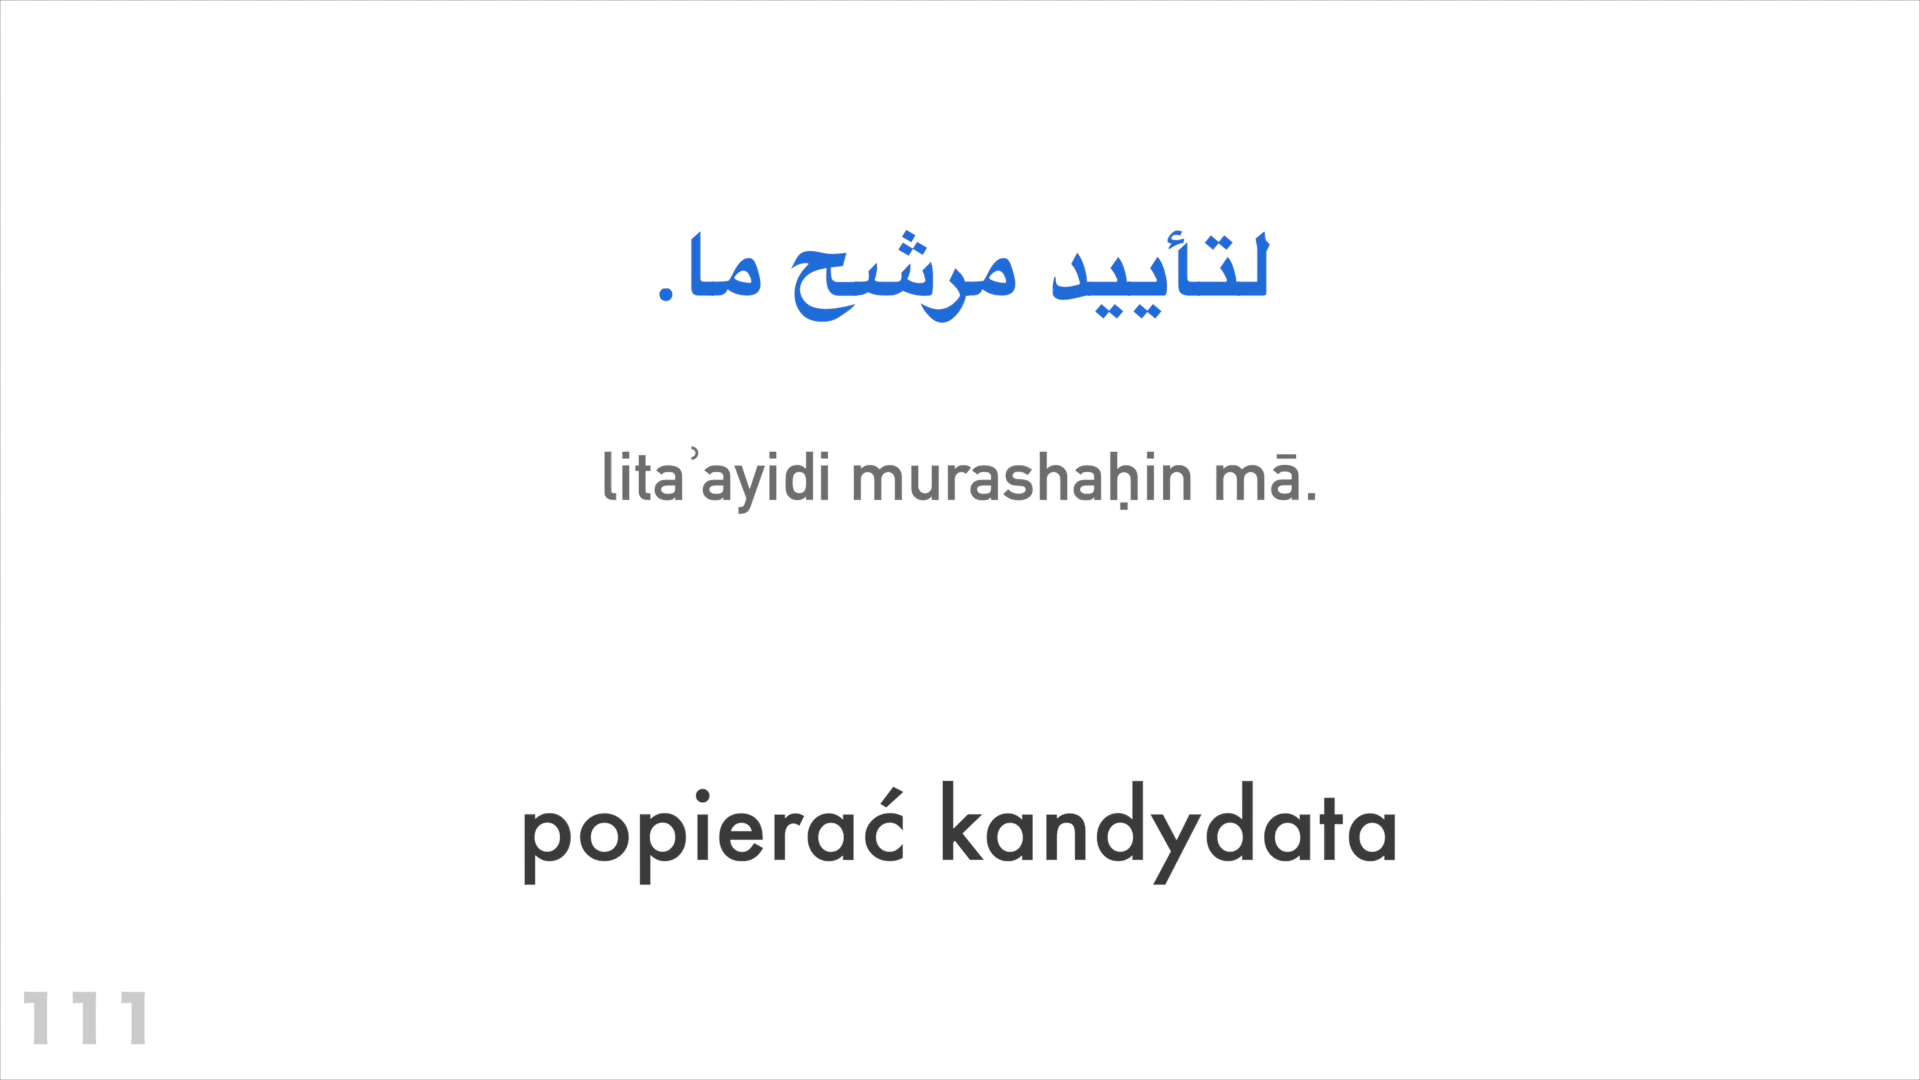 لتأييد مرشح ما.
litaʾayidi murashaḥin mā.
popierać kandydata
111